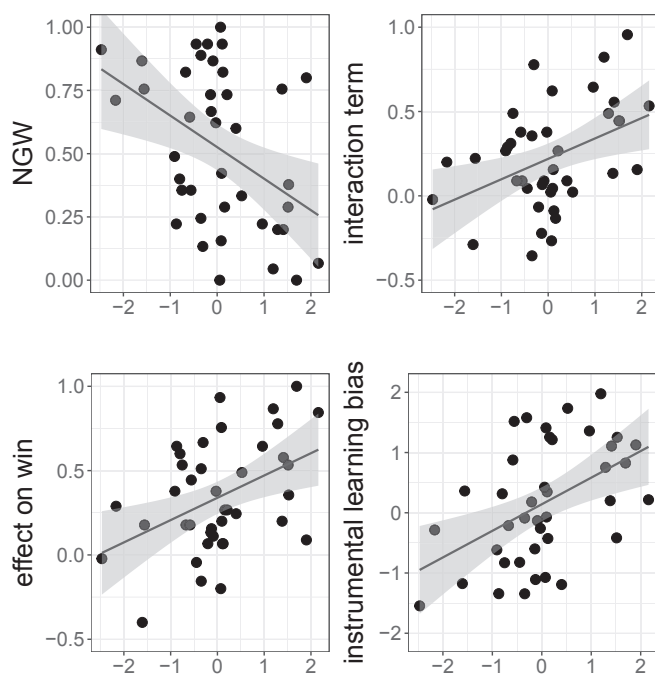 NGW
1.00
0.75
0.50
0.25
0.00
−2 −1 0 1 2
interaction term
1.0
0.5
0.0
−0.5
−2 −1 0 1 2
effect on win
1.0
0.5
0.0
−0.5
−2 −1 0 1 2
instrumental learning bias
2
1
0
−1
−2
−2 −1 0 1 2